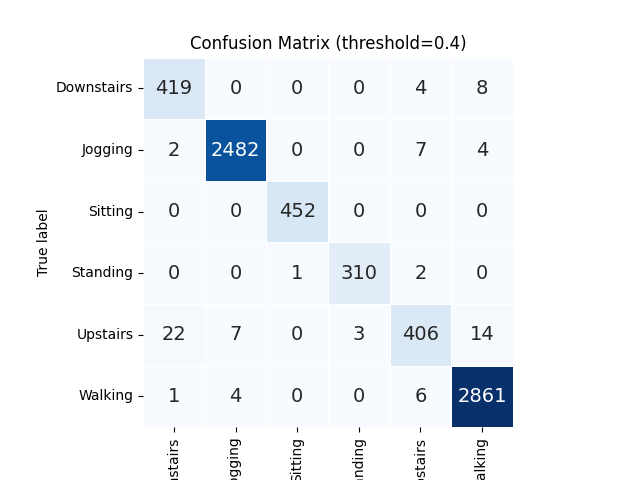 Confusion Matrix (threshold=0.4)
Downstairs 419 0 0 0 4 8
Jogging 2 2482 0 0 7 4
Sitting 0 0 452 0 0 0
Standing 0 0 1 310 2 0
Upstairs 22 7 0 3 406 14
Walking 1 4 0 0 6 2861
True label
Sitting